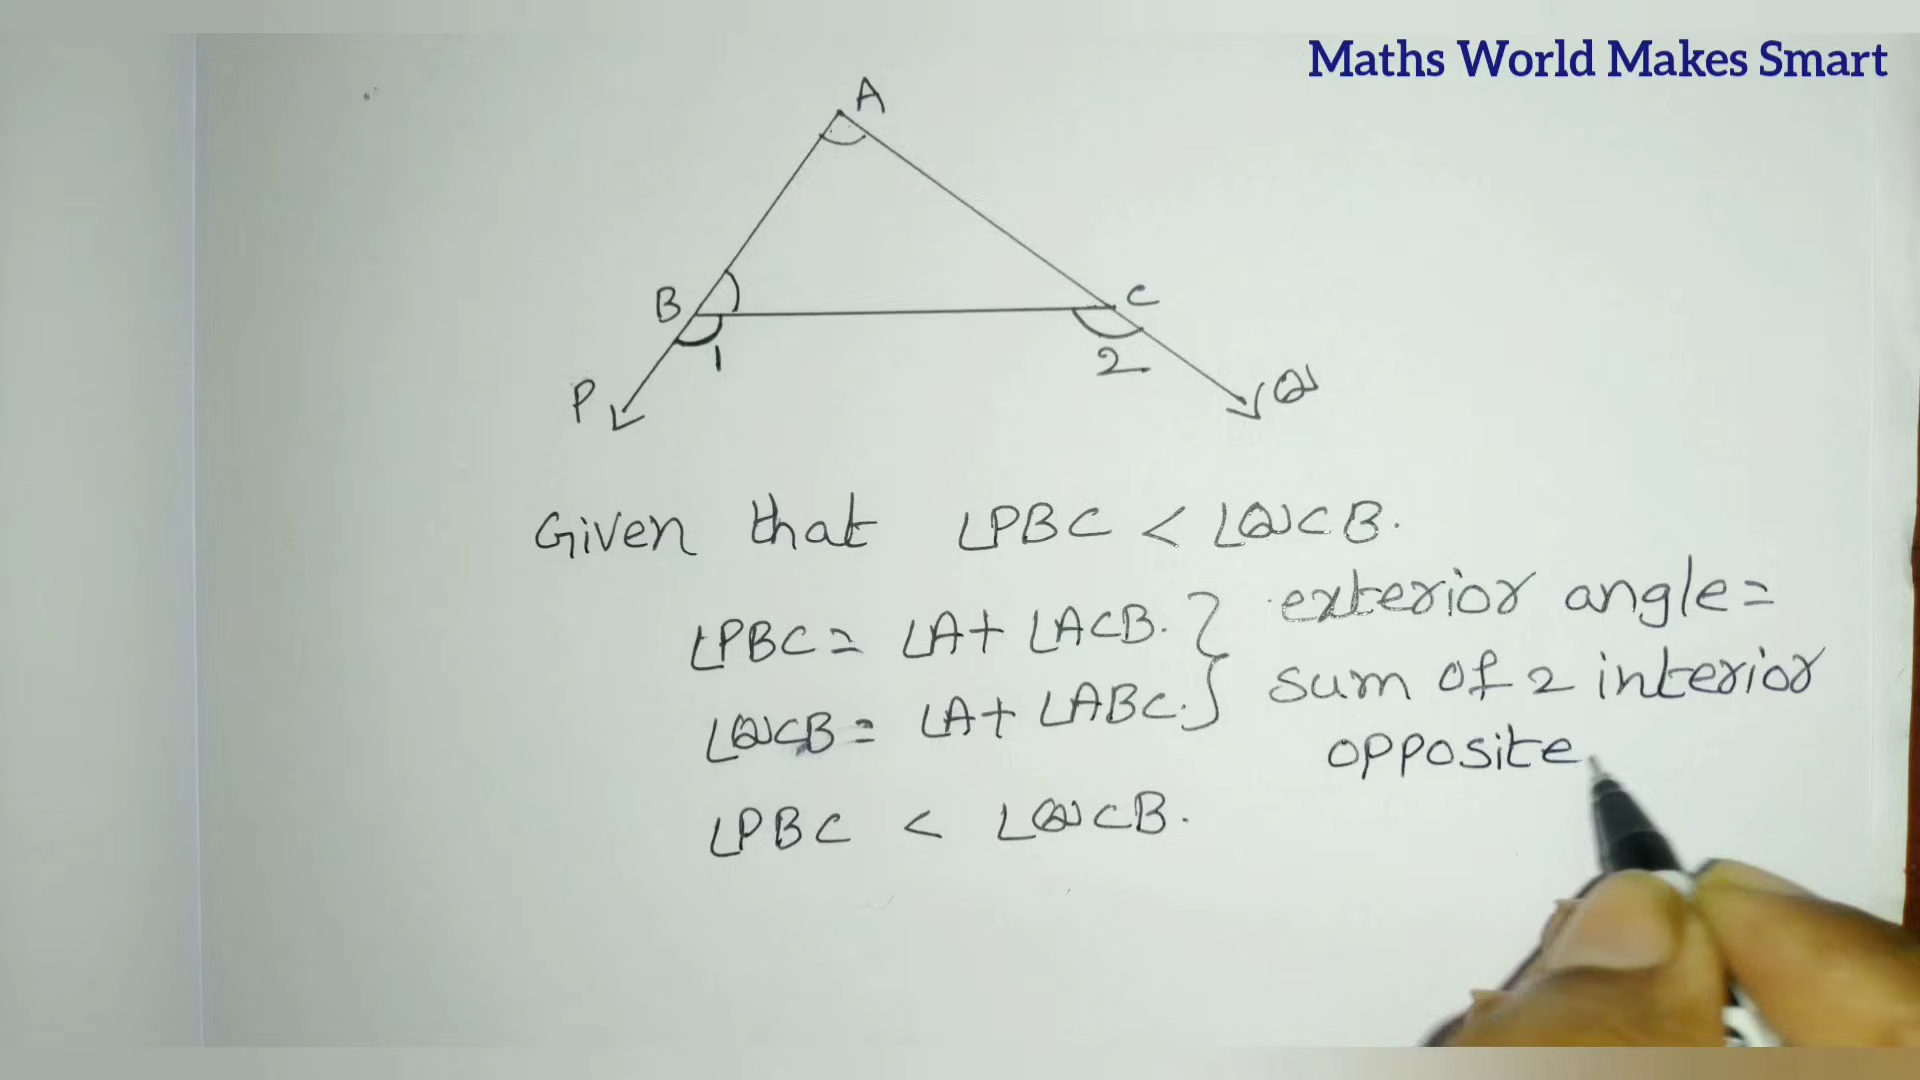 Maths World Makes Smart
A
B
C
1
2
P
Q
Given that ∠PBC < ∠QCB.
∠PBC = ∠A + ∠ACB. } exterior angle =
∠QCB = ∠A + ∠ABC. } sum of 2 interior
opposite
∠PBC < ∠QCB.